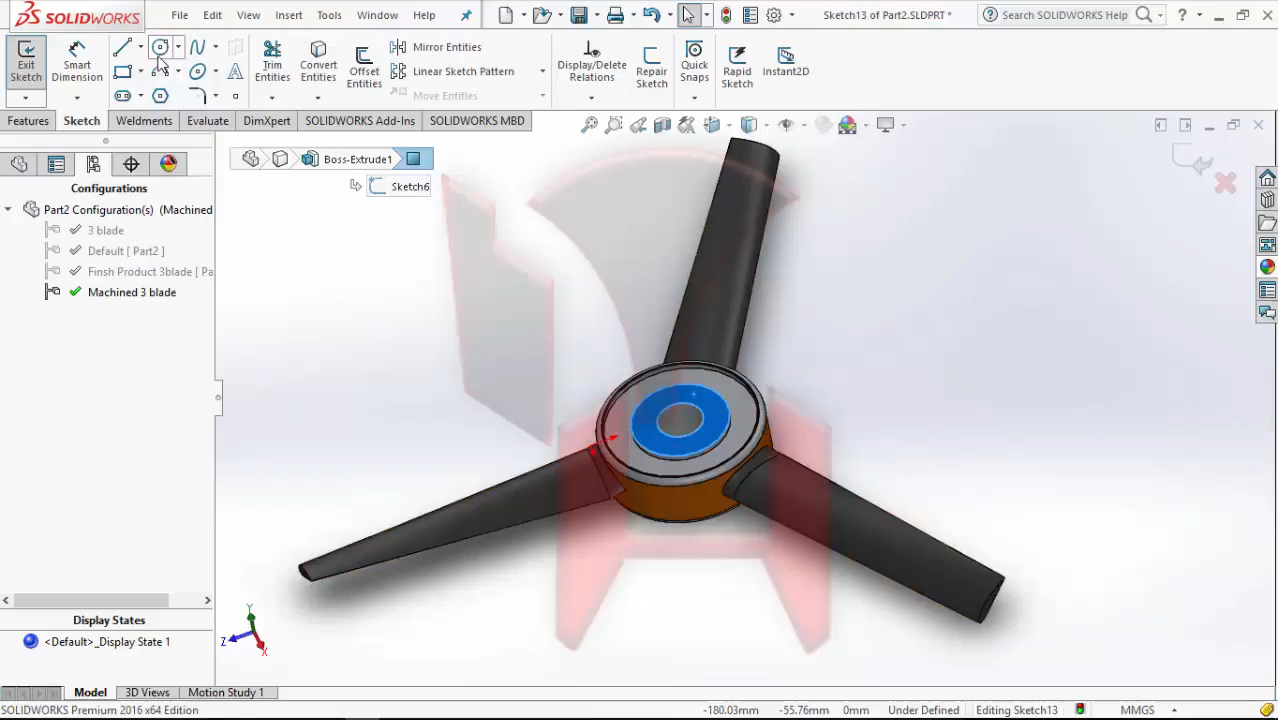 SOLIDWORKS
File Edit View Insert Tools Window Help
Sketch13 of Part2.SLDPRT *
Search SOLIDWORKS Help
?
Exit Sketch
Smart Dimension
Trim Entities
Convert Entities
Offset Entities
Mirror Entities
Linear Sketch Pattern
Move Entities
Display/Delete Relations
Repair Sketch
Quick Snaps
Rapid Sketch
Instant2D
Features Sketch Weldments Evaluate DimXpert SOLIDWORKS Add-Ins SOLIDWORKS MBD
Boss-Extrude1
Sketch6
Configurations
Part2 Configuration(s) (Machined
3 blade
Default [ Part2 ]
Finsh Product 3blade [ Pa
Machined 3 blade
Display States
<Default>_Display State 1
Y
Z
X
Model 3D Views Motion Study 1
SOLIDWORKS Premium 2016 x64 Edition
-180.03mm -55.76mm 0mm Under Defined Editing Sketch13 MMGS